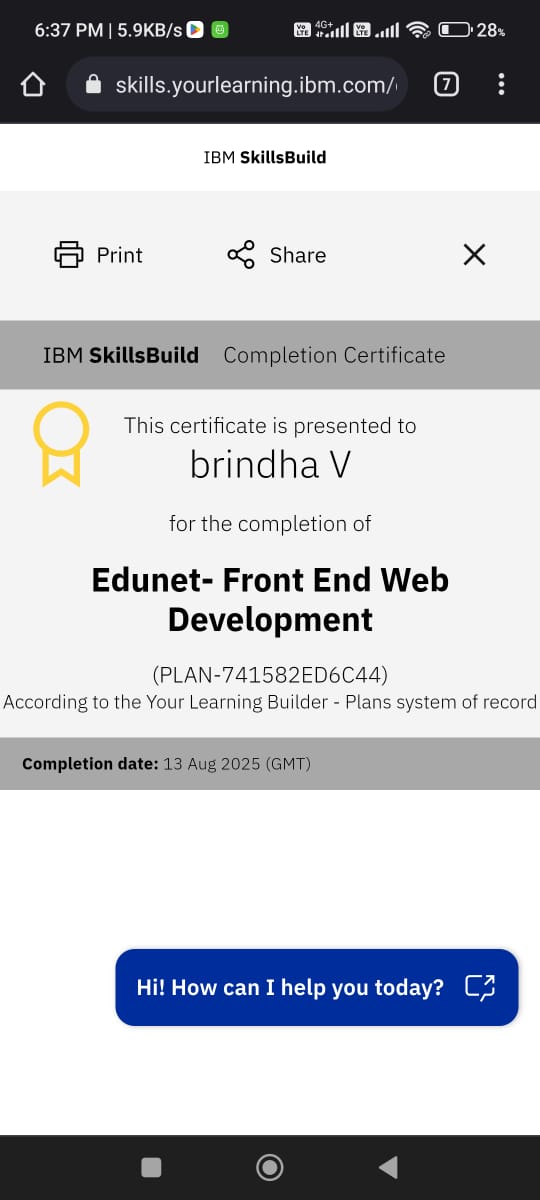 6:37 PM | 5.9KB/s Vo LTE 4G+ Vo LTE 28%
skills.yourlearning.ibm.com/ 7
IBM SkillsBuild
Print Share
IBM SkillsBuild Completion Certificate
This certificate is presented to
brindha V
for the completion of
Edunet- Front End Web
Development
(PLAN-741582ED6C44)
According to the Your Learning Builder - Plans system of record
Completion date: 13 Aug 2025 (GMT)
Hi! How can I help you today?